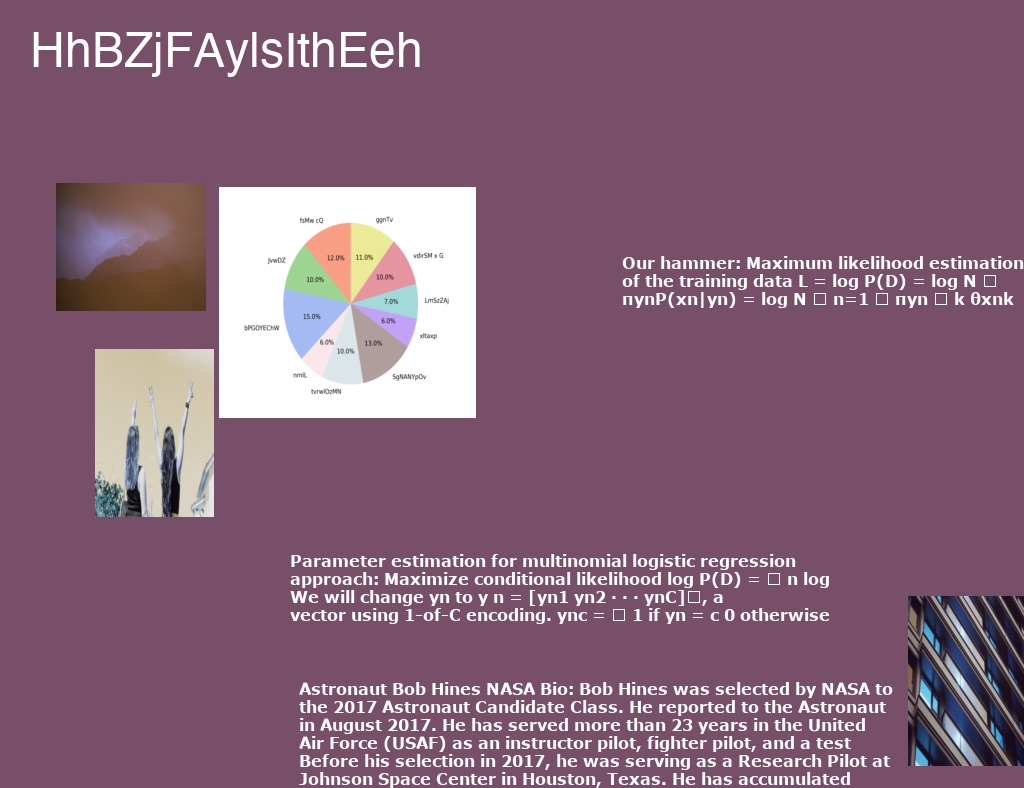 HhBZjFAylsIthEeh
fsMw cQ
ggnTv
JvwDZ
vdirSM x G
12.0%
11.0%
10.0%
10.0%
LmSzZAj
7.0%
15.0%
6.0%
bPGOYEChW
xltaxp
6.0%
10.0%
13.0%
nmlL
SgNANYpOv
tvrwlOzMN
Our hammer: Maximum likelihood estimation
of the training data L = log P(D) = log N □
πynP(xn|yn) = log N □ n=1 □ πyn □ k θxnk
Parameter estimation for multinomial logistic regression
approach: Maximize conditional likelihood log P(D) = □ n log
We will change yn to y n = [yn1 yn2 · · · ynC]□, a
vector using 1-of-C encoding. ync = □ 1 if yn = c 0 otherwise
Astronaut Bob Hines NASA Bio: Bob Hines was selected by NASA to
the 2017 Astronaut Candidate Class. He reported to the Astronaut
in August 2017. He has served more than 23 years in the United
Air Force (USAF) as an instructor pilot, fighter pilot, and a test
Before his selection in 2017, he was serving as a Research Pilot at
Johnson Space Center in Houston, Texas. He has accumulated